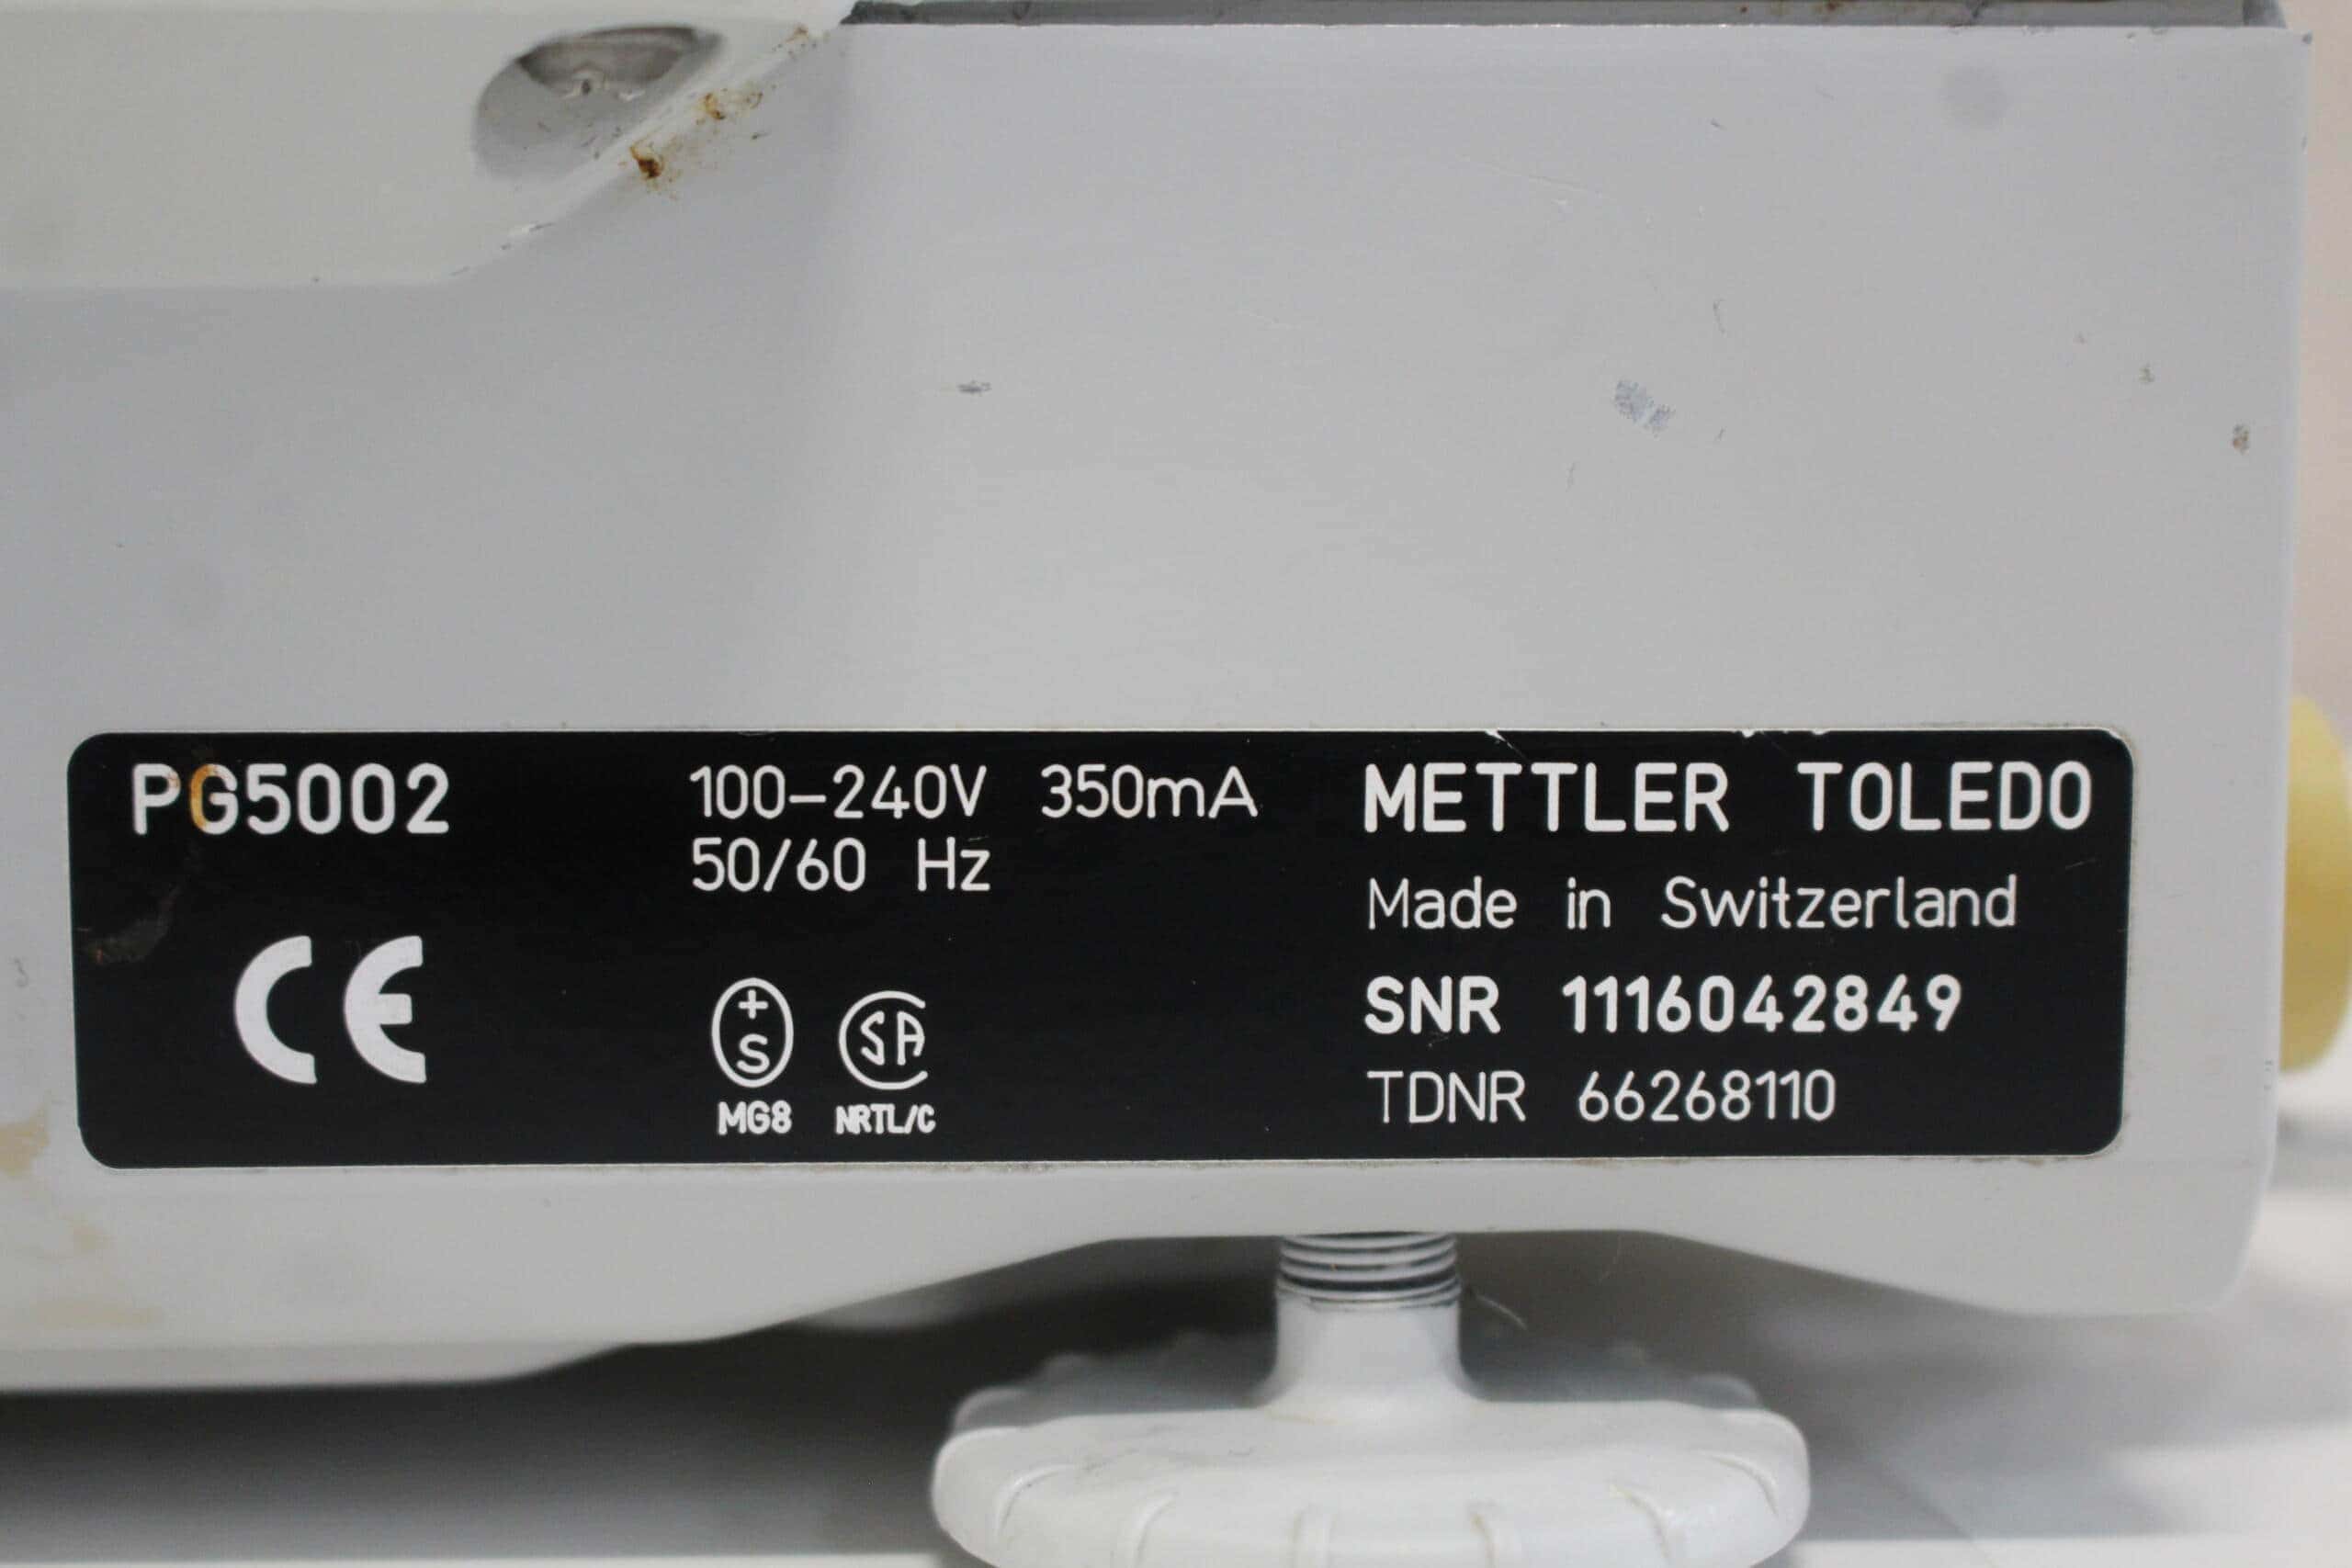 PG5002
100–240V 350mA
50/60 Hz
CE
+S
MG8
SA
NRTL/C
METTLER TOLEDO
Made in Switzerland
SNR 1116042849
TDNR 66268110